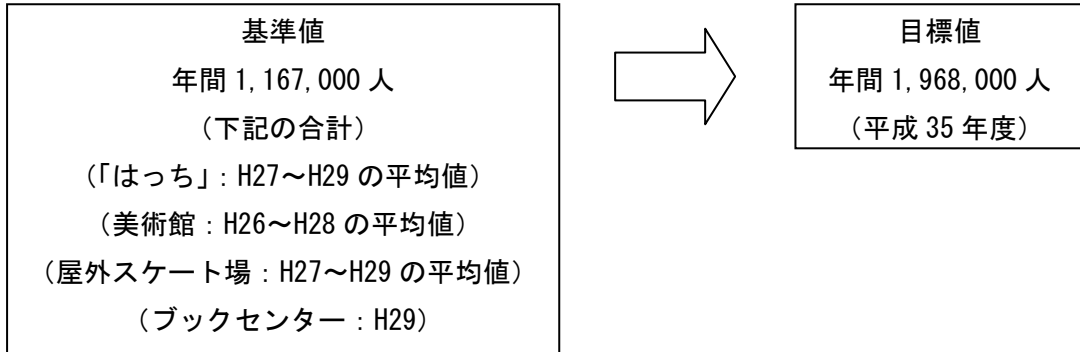 基準値
年間 1,167,000 人
（下記の合計）
（「はっち」：H27～H29 の平均値）
（美術館：H26～H28 の平均値）
（屋外スケート場：H27～H29 の平均値）
（ブックセンター：H29）
目標値
年間 1,968,000 人
（平成 35 年度）